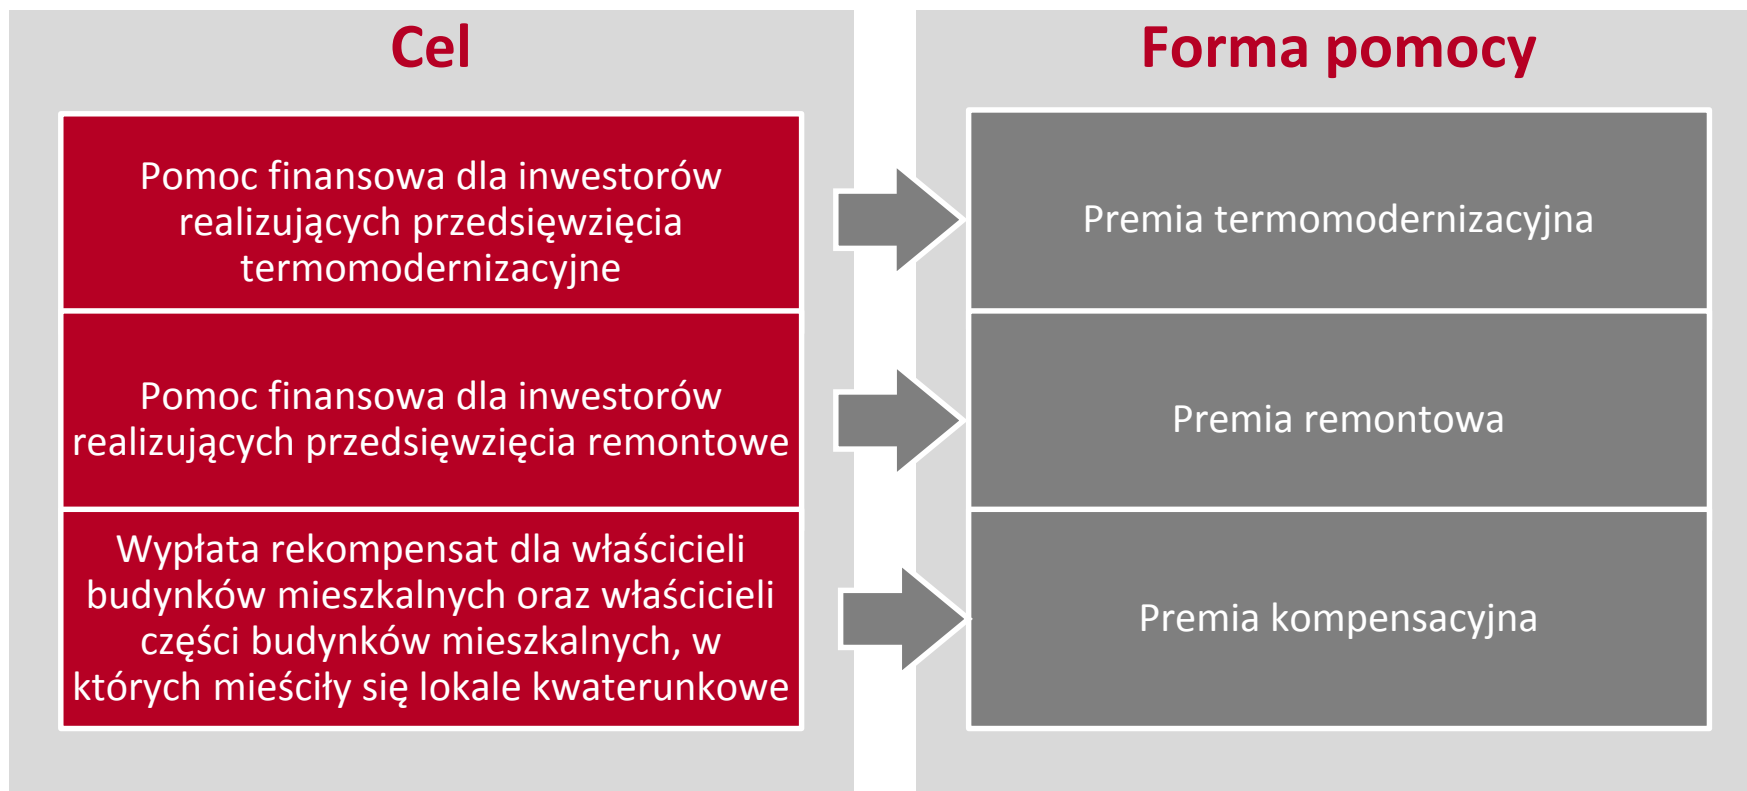 Cel
Pomoc finansowa dla inwestorów
realizujących przedsięwzięcia
termomodernizacyjne
Pomoc finansowa dla inwestorów
realizujących przedsięwzięcia remontowe
Wypłata rekompensat dla właścicieli
budynków mieszkalnych oraz właścicieli
części budynków mieszkalnych, w
których mieściły się lokale kwaterunkowe
Forma pomocy
Premia termomodernizacyjna
Premia remontowa
Premia kompensacyjna